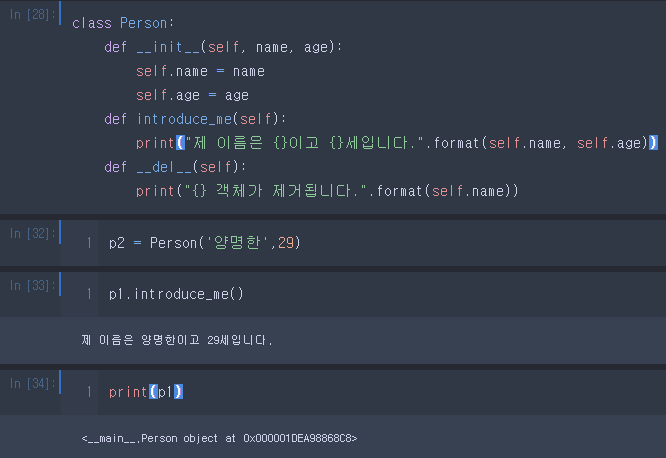 In [28]:
class Person:
    def __init__(self, name, age):
        self.name = name
        self.age = age
    def introduce_me(self):
        print("제 이름은 {}이고 {}세입니다.".format(self.name, self.age))
    def __del__(self):
        print("{} 객체가 제거됩니다.".format(self.name))
In [32]:
1 p2 = Person('양명한',29)
In [33]:
1 p1.introduce_me()
제 이름은 양명한이고 29세입니다.
In [34]:
1 print(p1)
<__main__.Person object at 0x000001DEA98868C8>